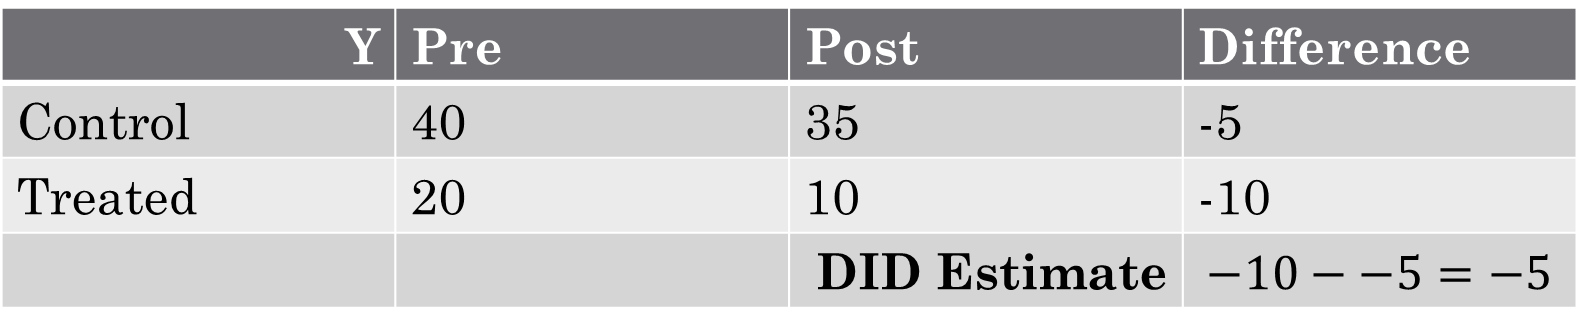 Y Pre Post Difference
Control 40 35 -5
Treated 20 10 -10
DID Estimate −10 − −5 = −5